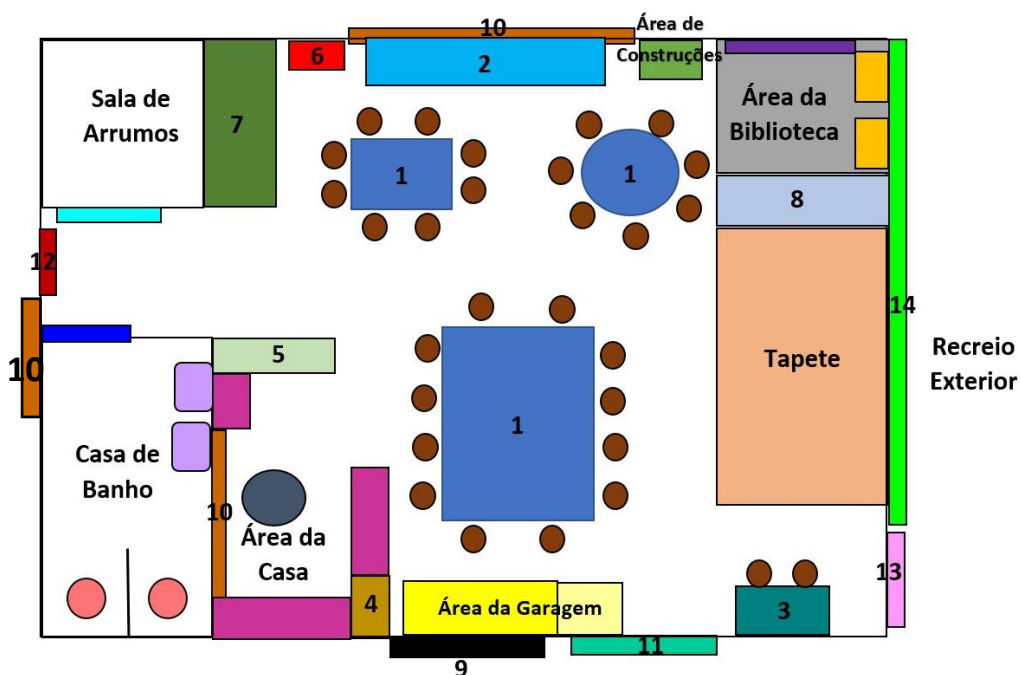 10
Área de
Construções
6
2
Sala de
Arrumos
7
Área da
Biblioteca
1
1
8
12
14
10
5
Tapete
Recreio
Exterior
1
Casa de
Banho
10
Área da
Casa
4
Área da Garagem
3
13
9
11